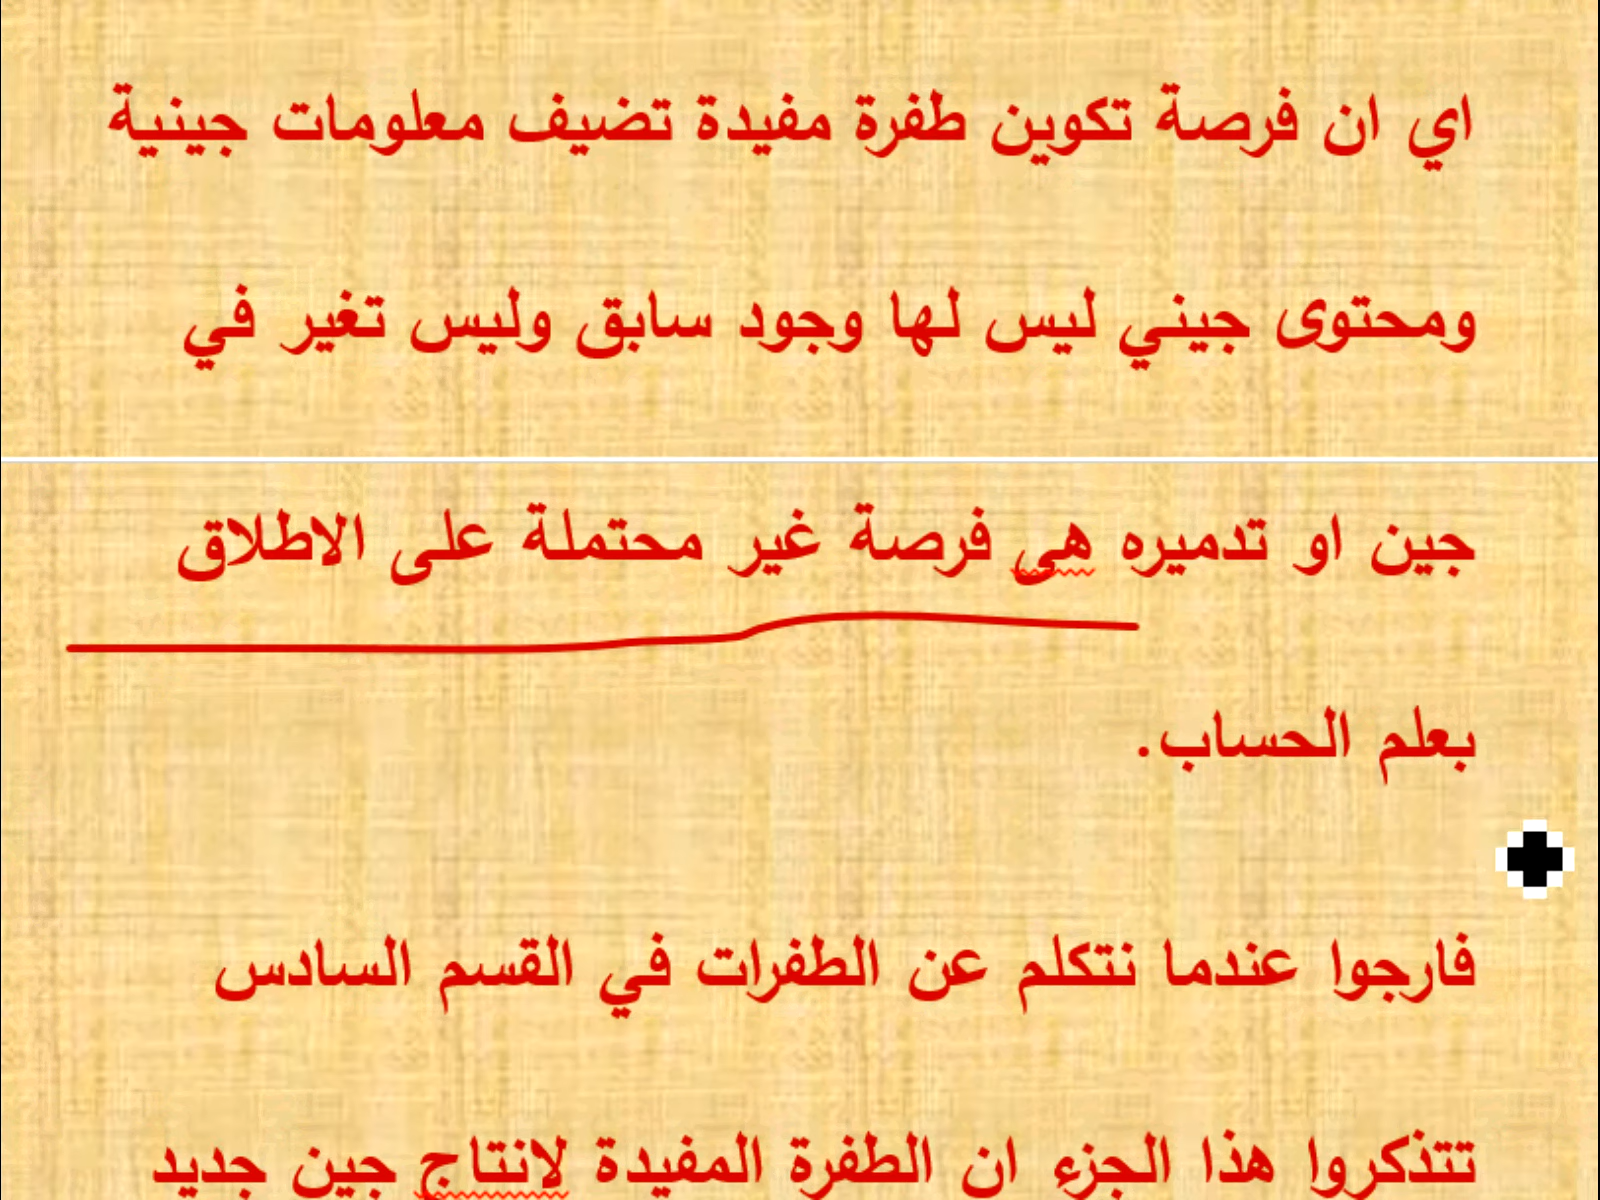 اي ان فرصة تكوين طفرة مفيدة تضيف معلومات جينية
ومحتوى جيني ليس لها وجود سابق وليس تغير في
جين او تدميره هى فرصة غير محتملة على الاطلاق
بعلم الحساب.
فارجوا عندما نتكلم عن الطفرات في القسم السادس
تتذكروا هذا الجزء ان الطفرة المفيدة لانتاج جين جديد